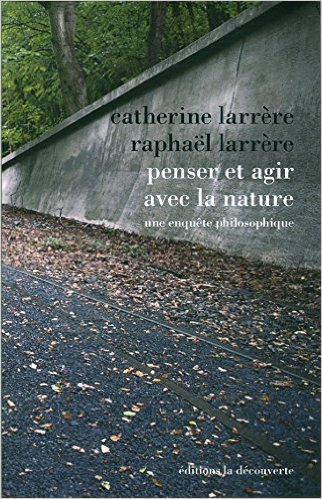 catherine larrère
raphaël larrère
penser et agir
avec la nature
une enquête philosophique
éditions la découverte